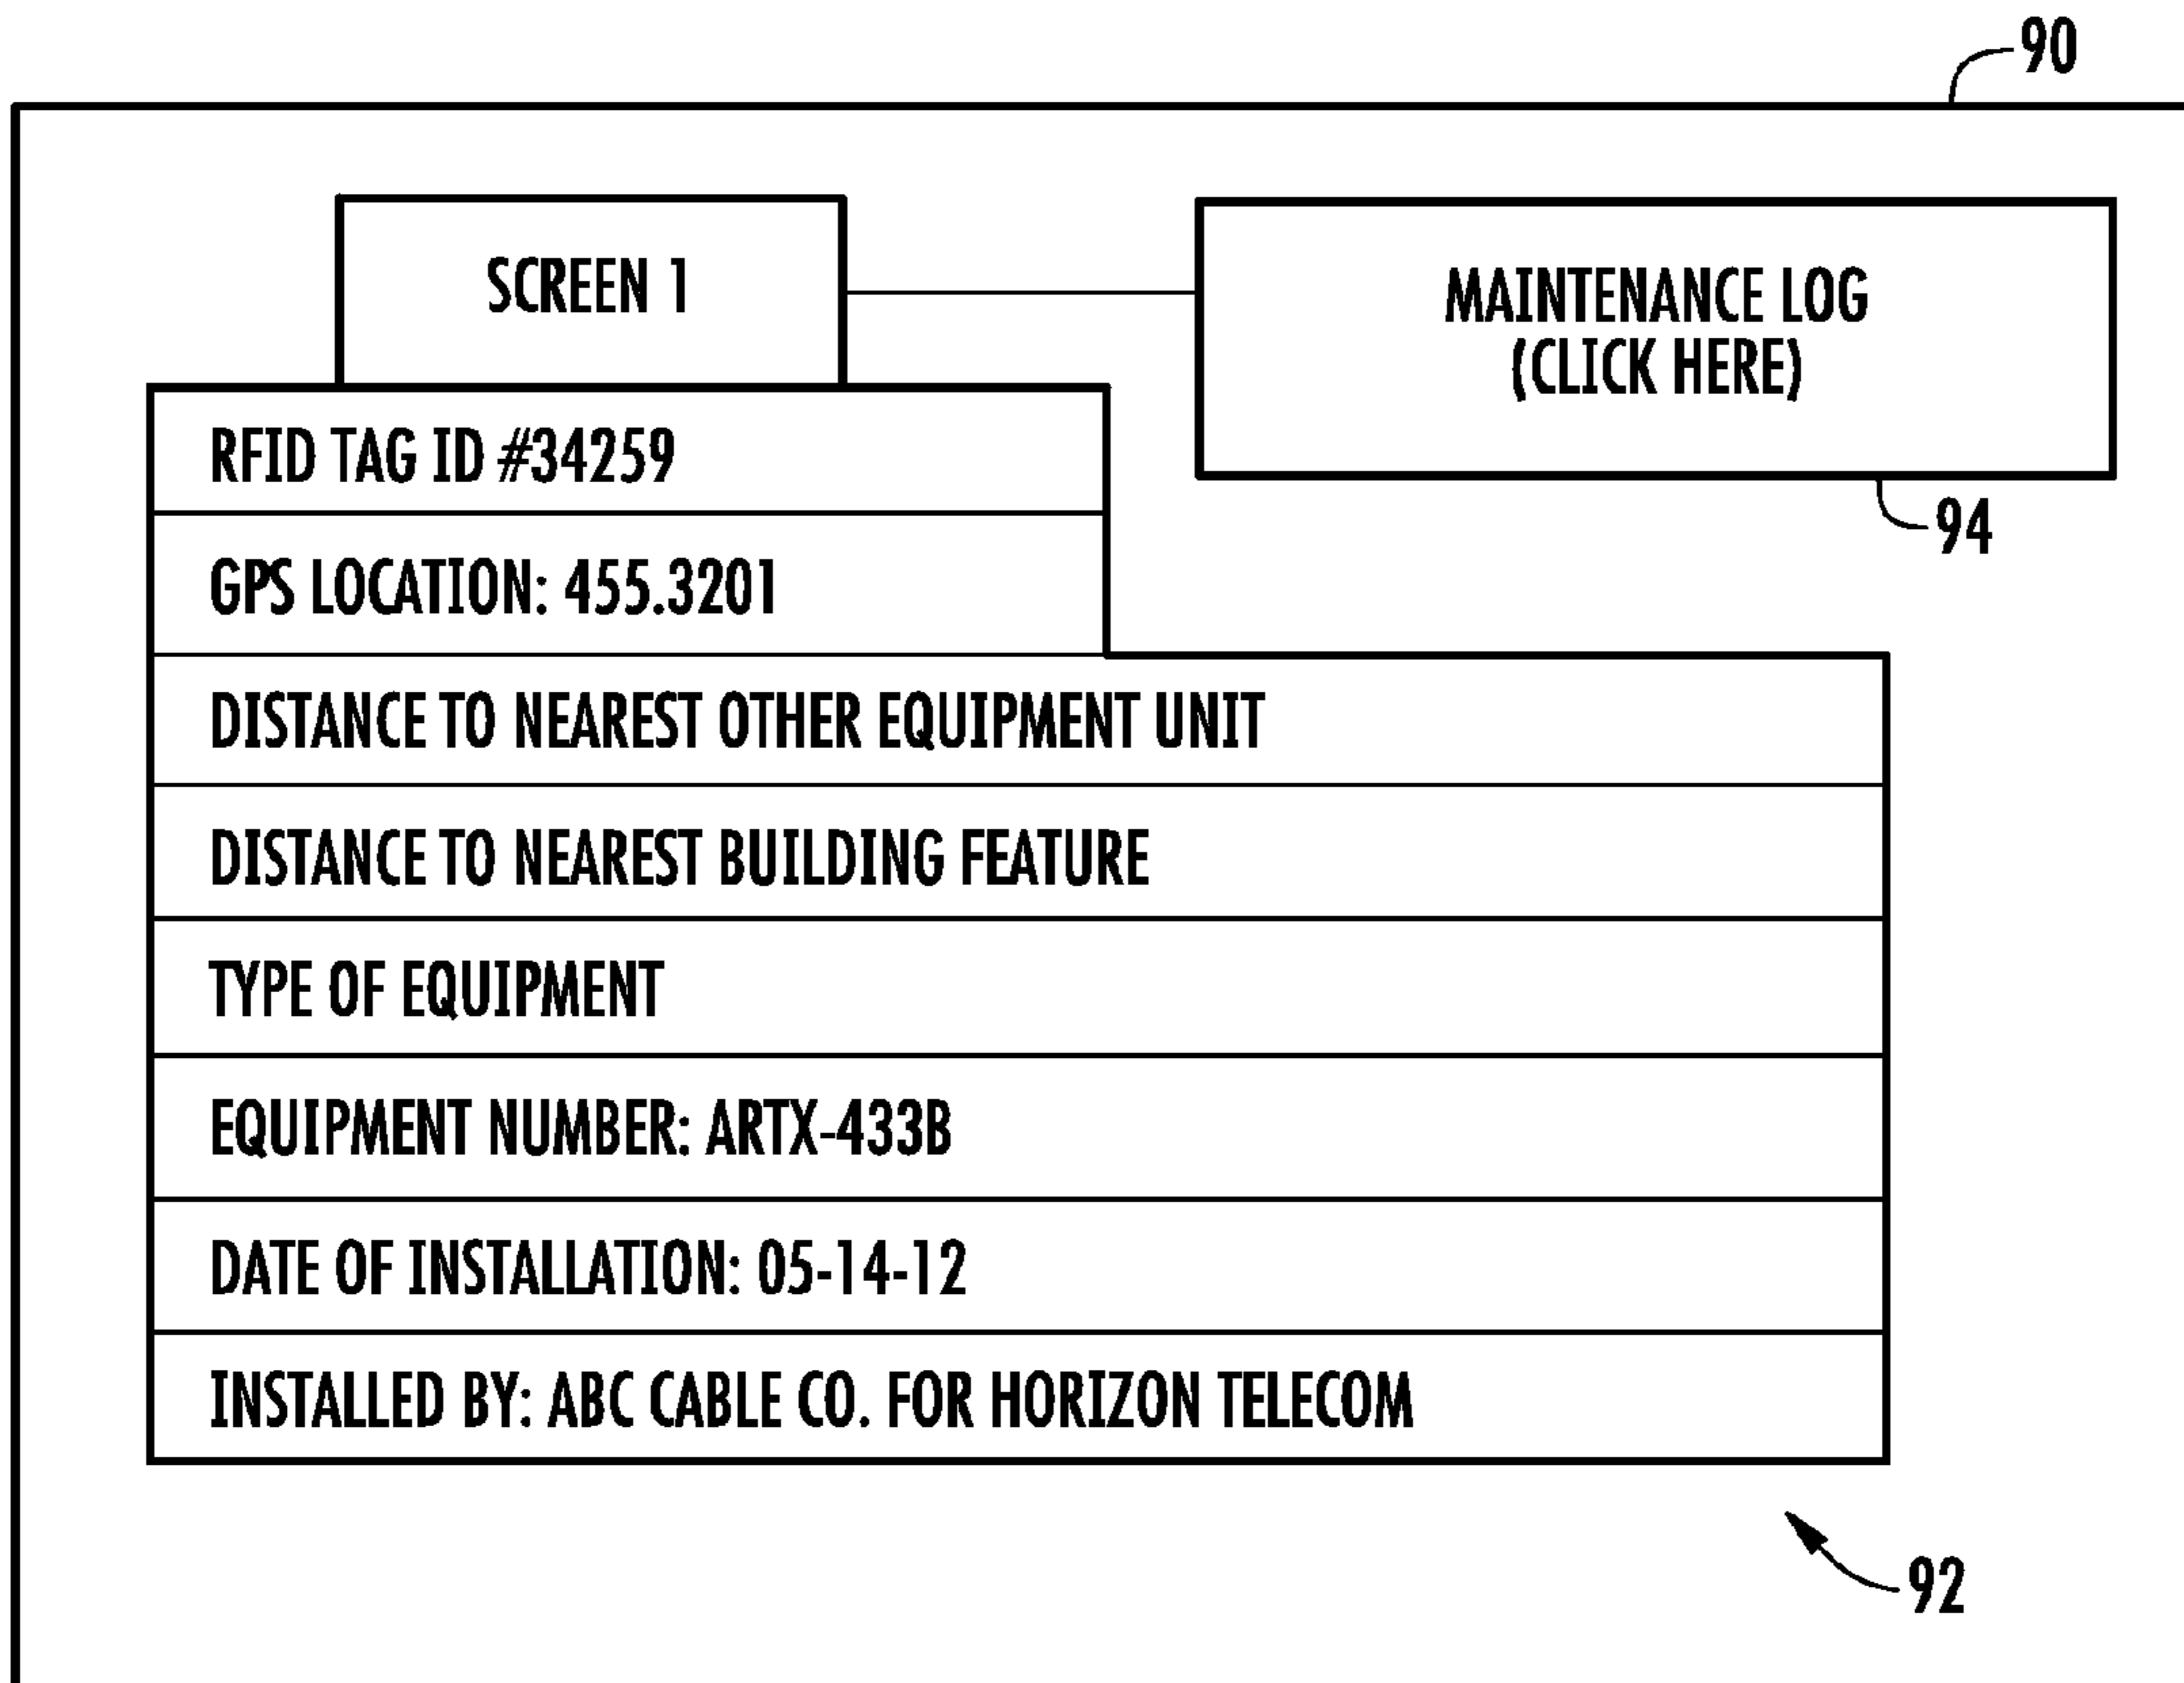 90
SCREEN 1
MAINTENANCE LOG
(CLICK HERE)
94
RFID TAG ID #34259
GPS LOCATION: 455.3201
DISTANCE TO NEAREST OTHER EQUIPMENT UNIT
DISTANCE TO NEAREST BUILDING FEATURE
TYPE OF EQUIPMENT
EQUIPMENT NUMBER: ARTX-433B
DATE OF INSTALLATION: 05-14-12
INSTALLED BY: ABC CABLE CO. FOR HORIZON TELECOM
92